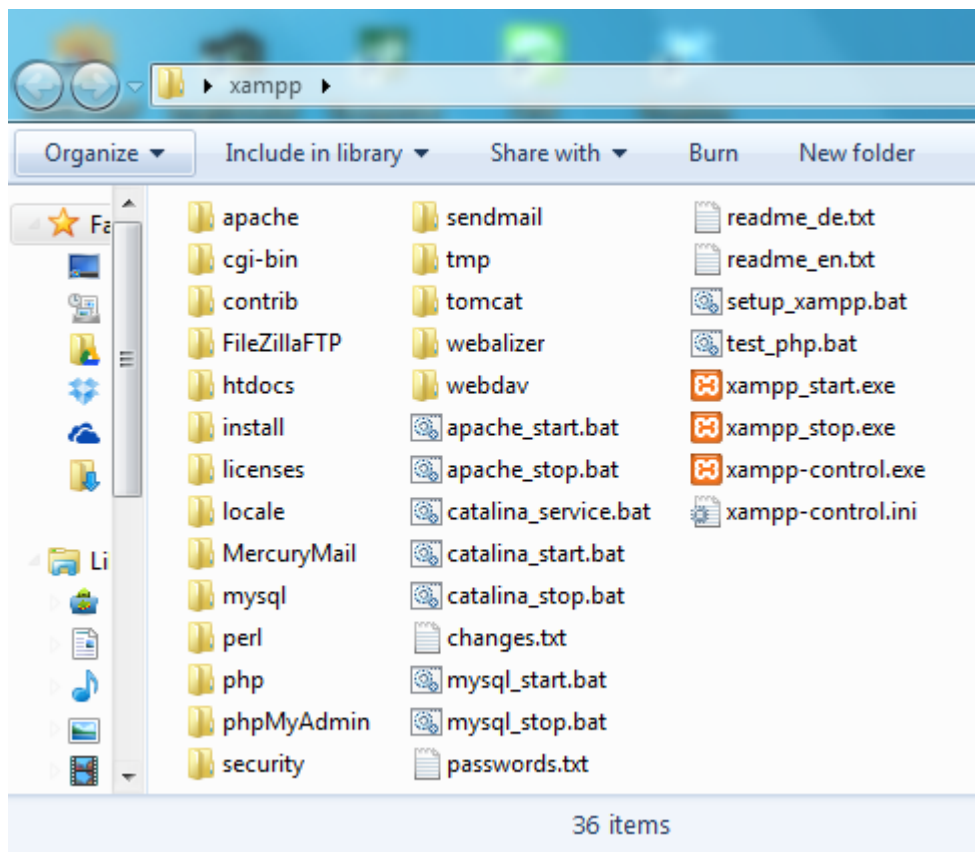 xampp
Organize Include in library Share with Burn New folder
Fa
Li
apache
cgi-bin
contrib
FileZillaFTP
htdocs
install
licenses
locale
MercuryMail
mysql
perl
php
phpMyAdmin
security
sendmail
tmp
tomcat
webalizer
webdav
apache_start.bat
apache_stop.bat
catalina_service.bat
catalina_start.bat
catalina_stop.bat
changes.txt
mysql_start.bat
mysql_stop.bat
passwords.txt
readme_de.txt
readme_en.txt
setup_xampp.bat
test_php.bat
xampp_start.exe
xampp_stop.exe
xampp-control.exe
xampp-control.ini
36 items